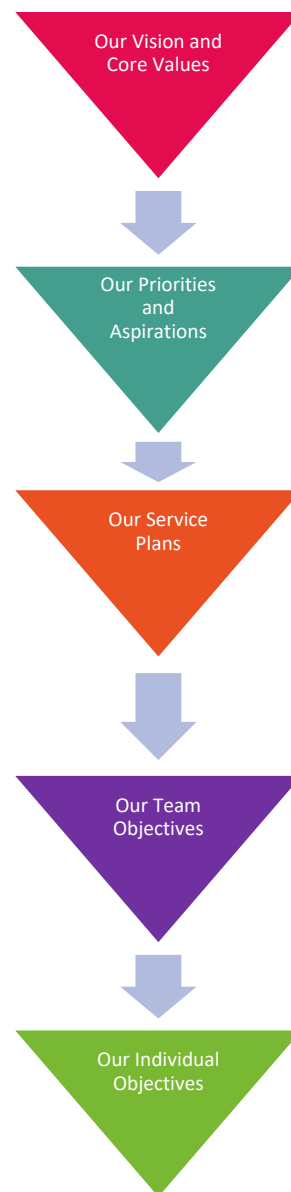 Our Vision and
Core Values
Our Priorities
and
Aspirations
Our Service
Plans
Our Team
Objectives
Our Individual
Objectives